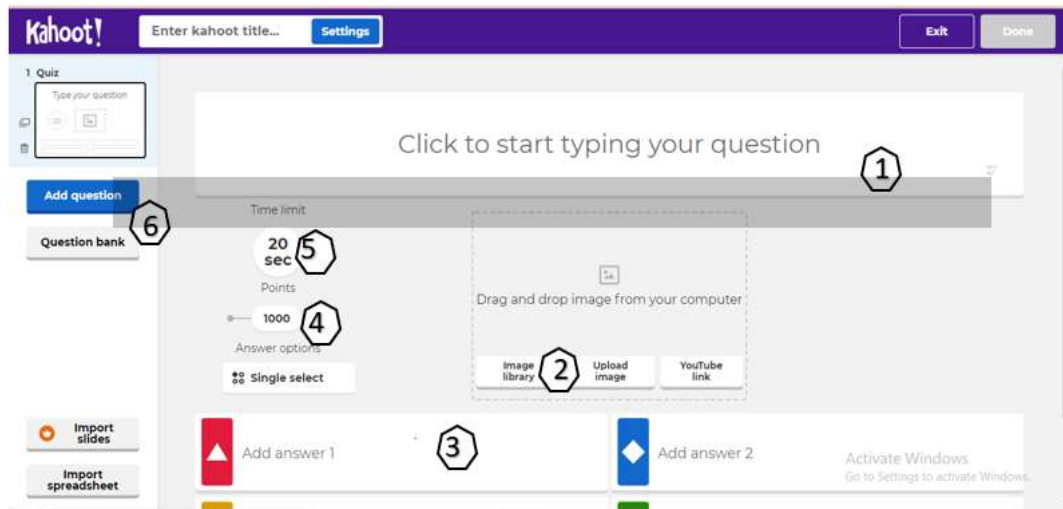 Kahoot!
Enter kahoot title...
Settings
Exit
Done
1 Quiz
Type your question
Click to start typing your question
1
Add question
6
Question bank
Time limit
20
sec
5
Points
1000
4
Answer options
Single select
Drag and drop image from your computer
Image
library
2
Upload
image
YouTube
link
Import
slides
Import
spreadsheet
Add answer 1
3
Add answer 2
Activate Windows
Go to Settings to activate Windows.